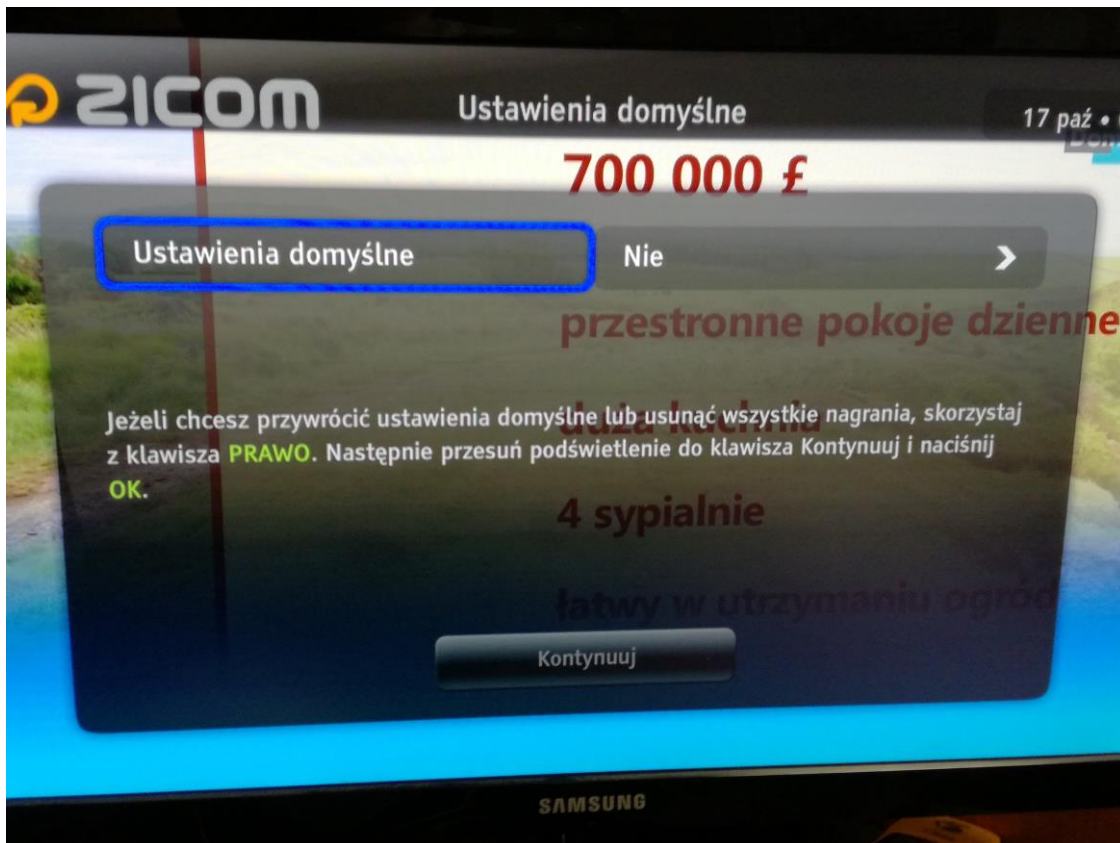 ZICOM
Ustawienia domyślne
17 paź •
700 000 £
Ustawienia domyślne
Nie
przestronne pokoje dzienne
duża kuchnia
Jeżeli chcesz przywrócić ustawienia domyślne lub usunąć wszystkie nagrania, skorzystaj
z klawisza PRAWO. Następnie przesuń podświetlenie do klawisza Kontynuuj i naciśnij
OK.
4 sypialnie
łatwy w utrzymaniu ogród
Kontynuuj
SAMSUNG